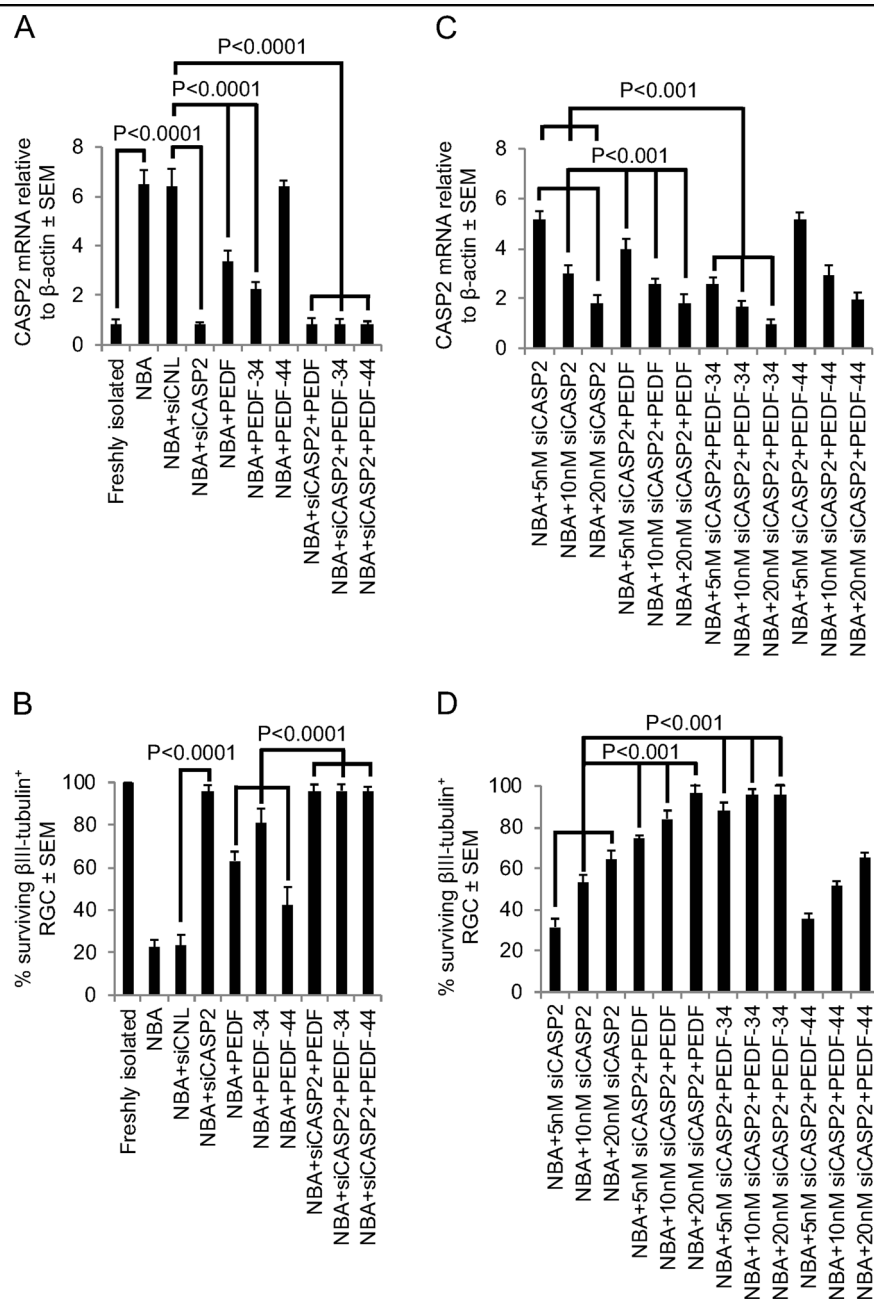 A
P<0.0001
P<0.0001
P<0.0001
CASP2 mRNA relative
to β-actin ± SEM
8
6
4
2
0
Freshly isolated
NBA
NBA+siCNL
NBA+siCASP2
NBA+PEDF
NBA+PEDF-34
NBA+PEDF-44
NBA+siCASP2+PEDF
NBA+siCASP2+PEDF-34
NBA+siCASP2+PEDF-44
B
P<0.0001
P<0.0001
% surviving βIII-tubulin+
RGC ± SEM
100
80
60
40
20
0
Freshly isolated
NBA
NBA+siCNL
NBA+siCASP2
NBA+PEDF
NBA+PEDF-34
NBA+PEDF-44
NBA+siCASP2+PEDF
NBA+siCASP2+PEDF-34
NBA+siCASP2+PEDF-44
C
P<0.001
P<0.001
CASP2 mRNA relative
to β-actin ± SEM
8
6
4
2
0
NBA+5nM siCASP2
NBA+10nM siCASP2
NBA+20nM siCASP2
NBA+5nM siCASP2+PEDF
NBA+10nM siCASP2+PEDF
NBA+20nM siCASP2+PEDF
NBA+5nM siCASP2+PEDF-34
NBA+10nM siCASP2+PEDF-34
NBA+20nM siCASP2+PEDF-34
NBA+5nM siCASP2+PEDF-44
NBA+10nM siCASP2+PEDF-44
NBA+20nM siCASP2+PEDF-44
D
P<0.001
P<0.001
% surviving βIII-tubulin+
RGC ± SEM
100
80
60
40
20
0
NBA+5nM siCASP2
NBA+10nM siCASP2
NBA+20nM siCASP2
NBA+5nM siCASP2+PEDF
NBA+10nM siCASP2+PEDF
NBA+20nM siCASP2+PEDF
NBA+5nM siCASP2+PEDF-34
NBA+10nM siCASP2+PEDF-34
NBA+20nM siCASP2+PEDF-34
NBA+5nM siCASP2+PEDF-44
NBA+10nM siCASP2+PEDF-44
NBA+20nM siCASP2+PEDF-44